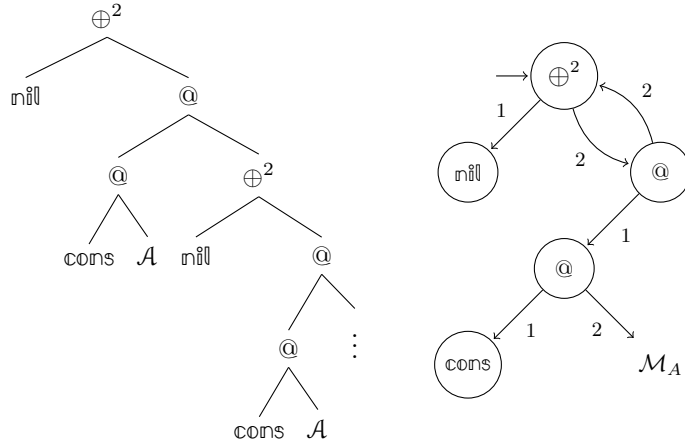 ⊕²
nil @
@ ⊕²
cons 𝒜 nil @
@ ⋮
cons 𝒜
⊕²
1 2 2
nil @
1
@
1 2
cons ℳ_A